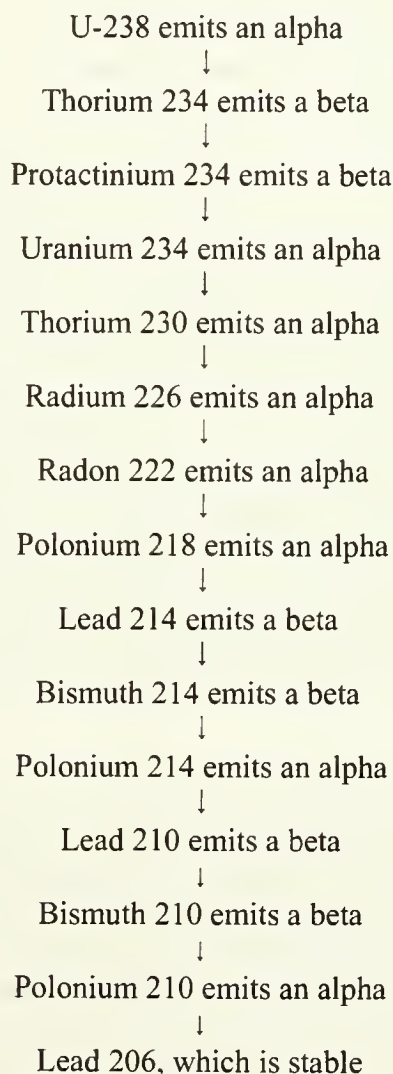 U-238 emits an alpha
↓
Thorium 234 emits a beta
↓
Protactinium 234 emits a beta
↓
Uranium 234 emits an alpha
↓
Thorium 230 emits an alpha
↓
Radium 226 emits an alpha
↓
Radon 222 emits an alpha
↓
Polonium 218 emits an alpha
↓
Lead 214 emits a beta
↓
Bismuth 214 emits a beta
↓
Polonium 214 emits an alpha
↓
Lead 210 emits a beta
↓
Bismuth 210 emits a beta
↓
Polonium 210 emits an alpha
↓
Lead 206, which is stable